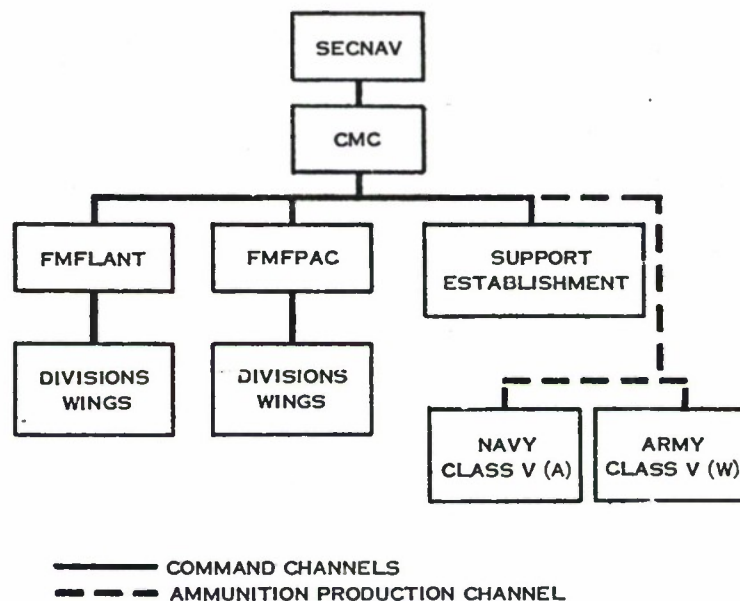 SECNAV
CMC
FMFLANT
FMFPAC
SUPPORT
ESTABLISHMENT
DIVISIONS
WINGS
DIVISIONS
WINGS
NAVY
CLASS V (A)
ARMY
CLASS V (W)
COMMAND CHANNELS
AMMUNITION PRODUCTION CHANNEL